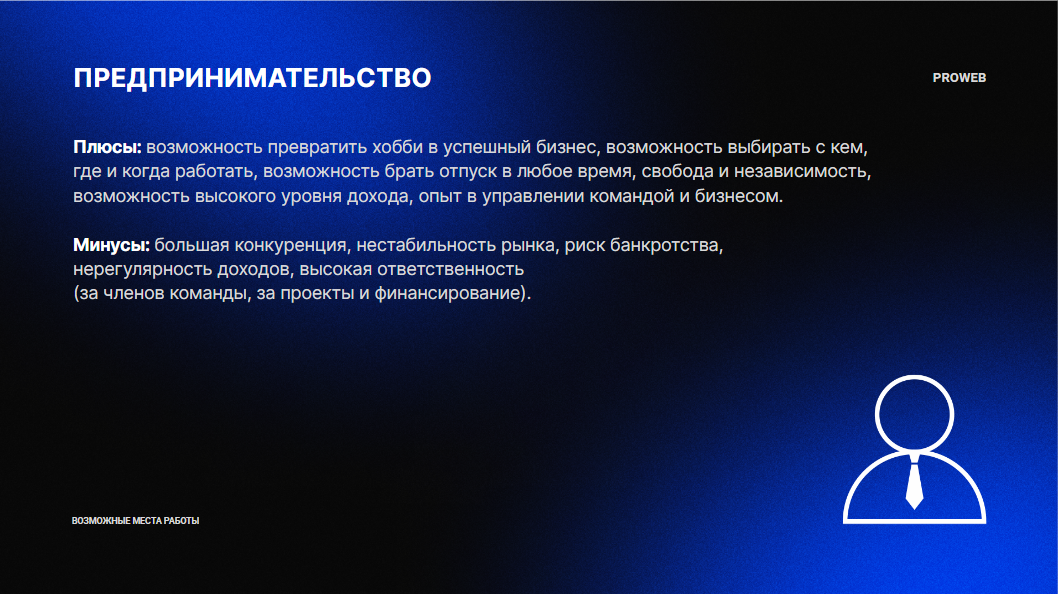 ПРЕДПРИНИМАТЕЛЬСТВО
PROWEB
Плюсы: возможность превратить хобби в успешный бизнес, возможность выбирать с кем,
где и когда работать, возможность брать отпуск в любое время, свобода и независимость,
возможность высокого уровня дохода, опыт в управлении командой и бизнесом.
Минусы: большая конкуренция, нестабильность рынка, риск банкротства,
нерегулярность доходов, высокая ответственность
(за членов команды, за проекты и финансирование).
ВОЗМОЖНЫЕ МЕСТА РАБОТЫ